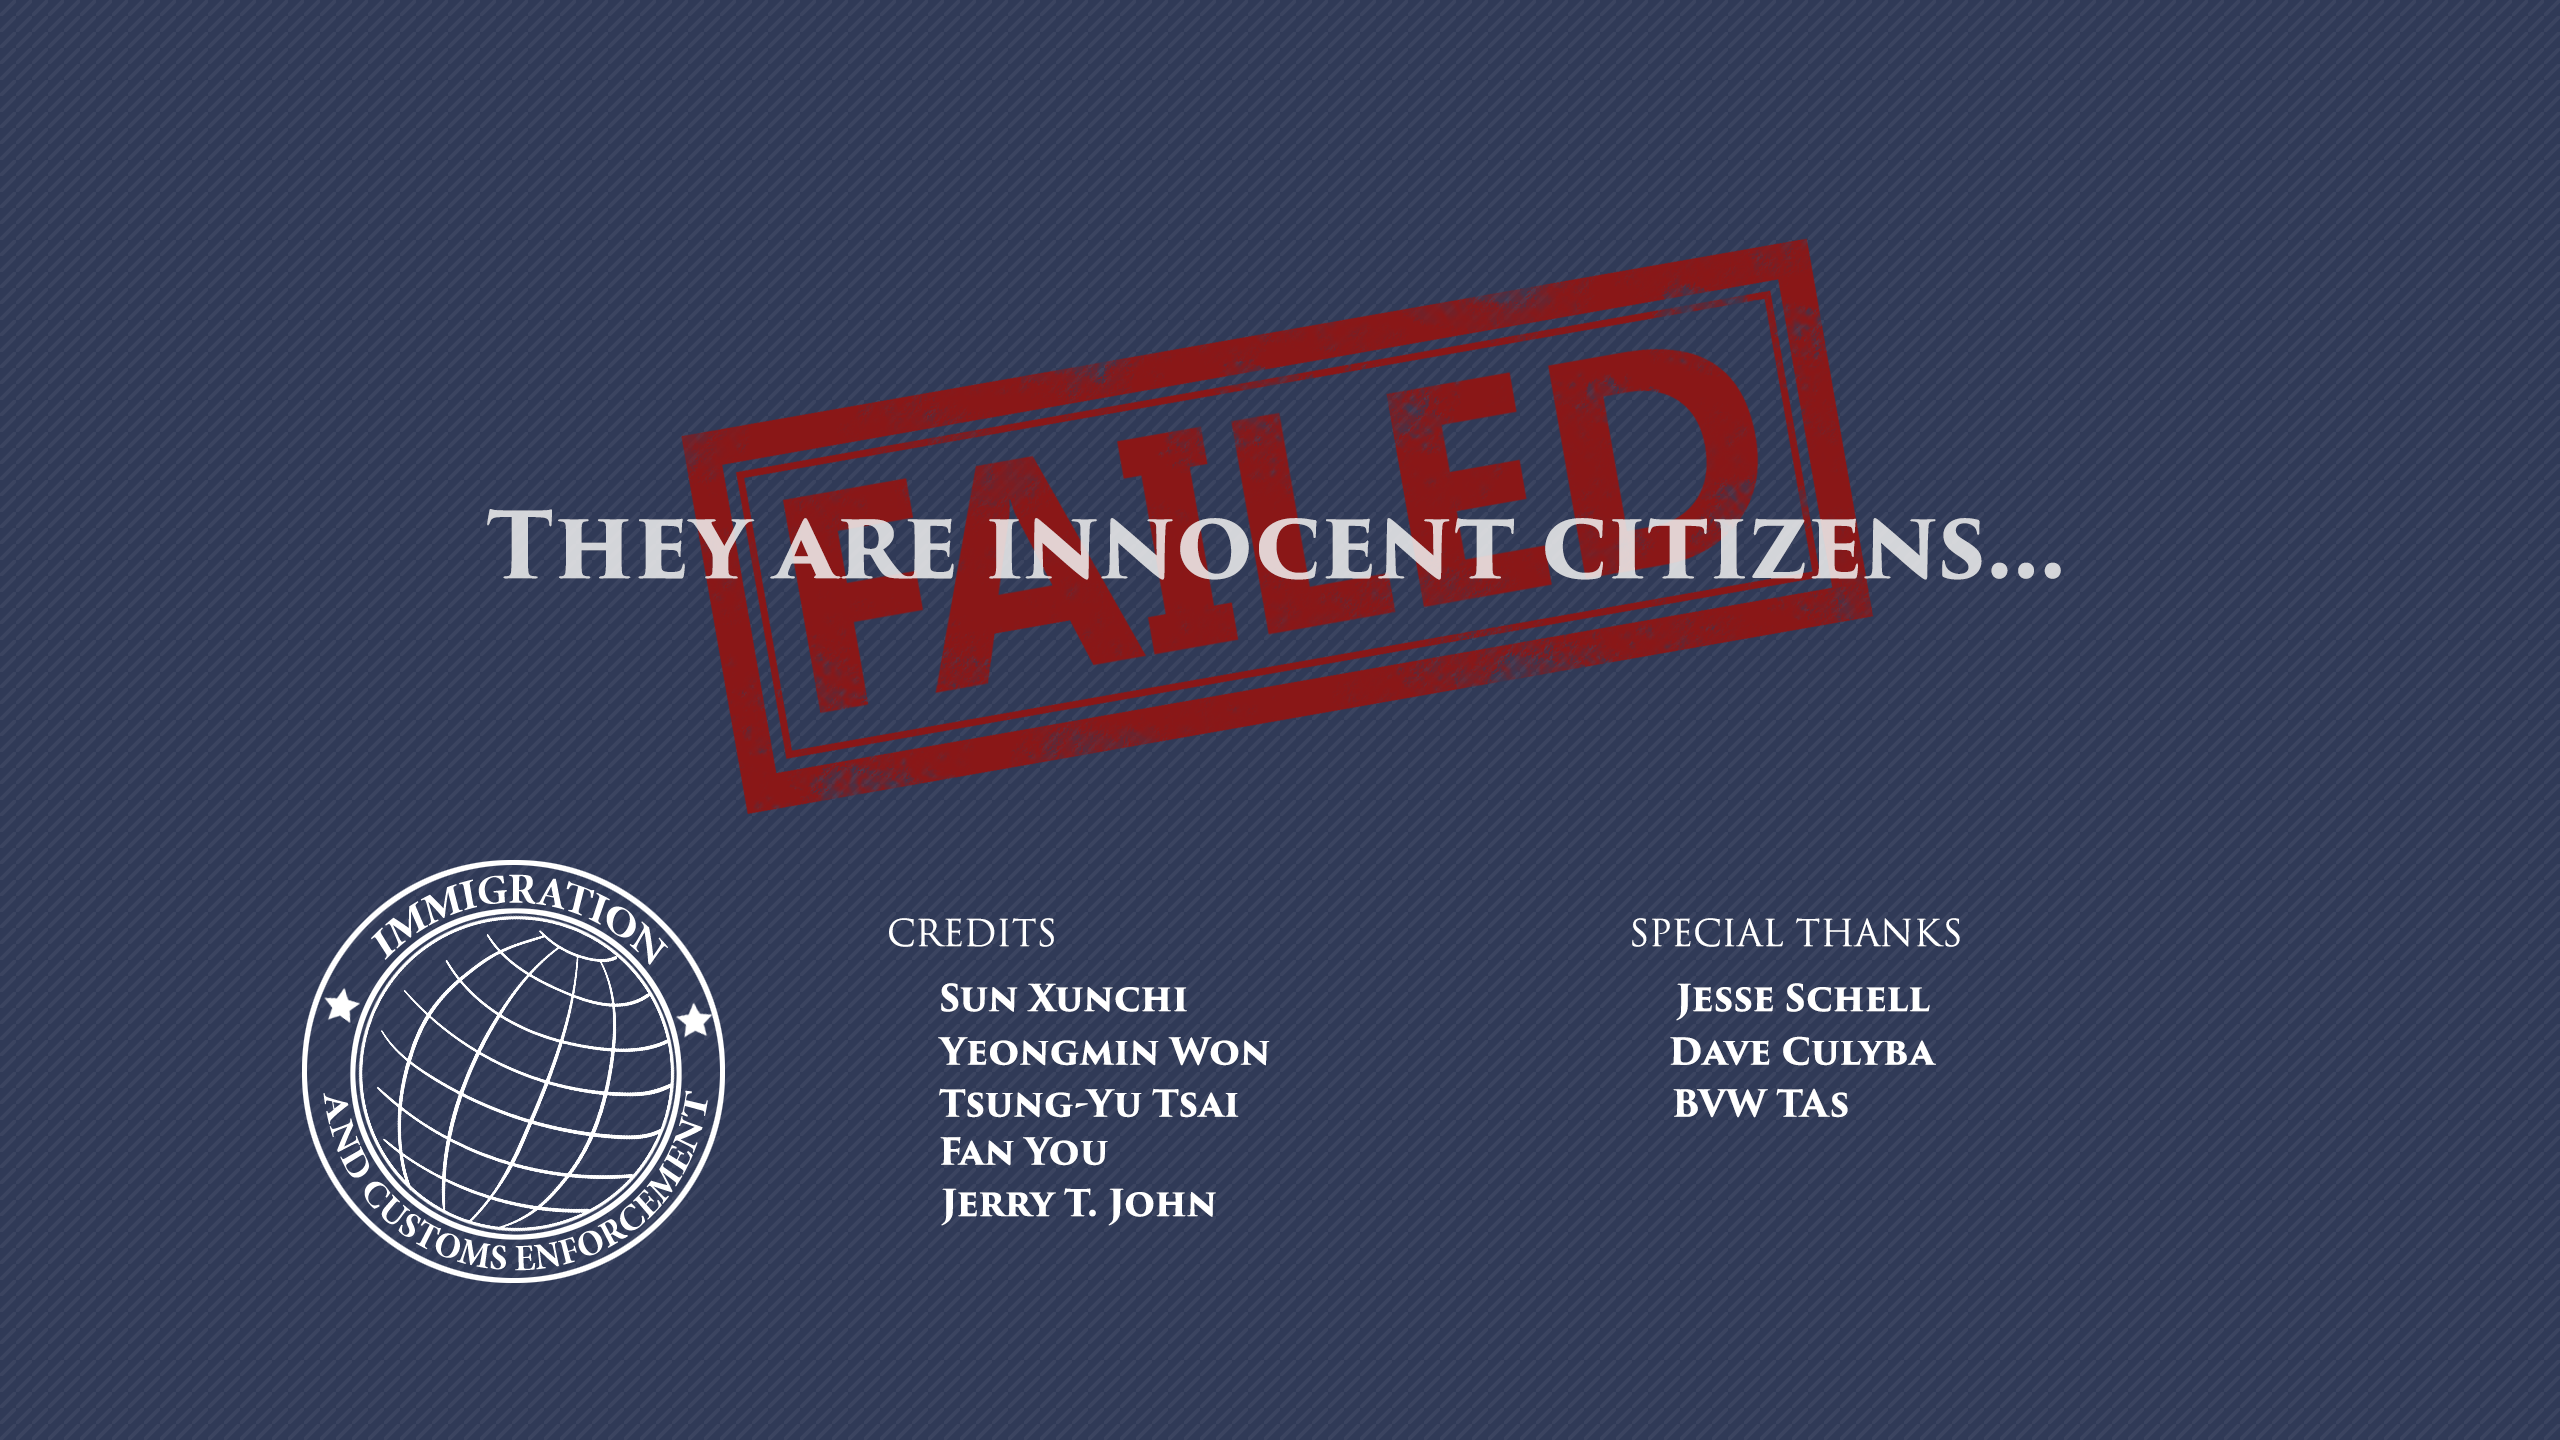 FAILED
They are innocent citizens...
IMMIGRATION
AND CUSTOMS ENFORCEMENT
CREDITS
Sun Xunchi
Yeongmin Won
Tsung-Yu Tsai
Fan You
Jerry T. John
SPECIAL THANKS
Jesse Schell
Dave Culyba
BVW TAs